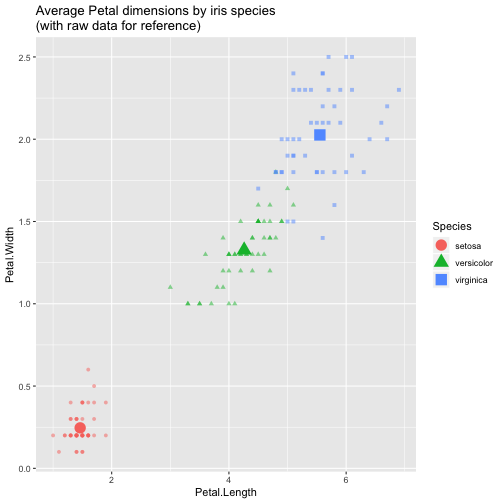 Average Petal dimensions by iris species
(with raw data for reference)
2.5
2.0
1.5
1.0
0.5
0.0
Petal.Width
2 4 6
Petal.Length
Species
setosa
versicolor
virginica